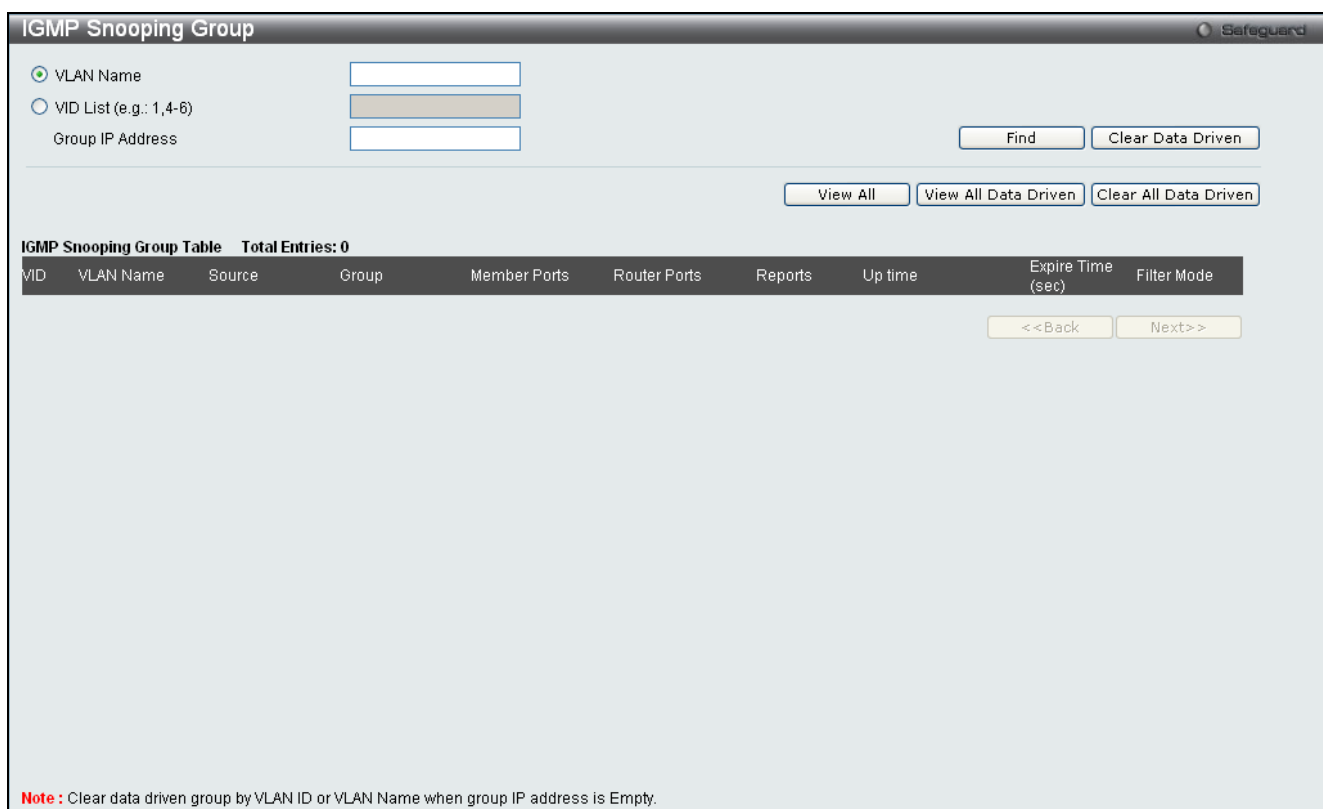 IGMP Snooping Group
Safeguard
VLAN Name
VID List (e.g.: 1,4-6)
Group IP Address
Find Clear Data Driven
View All View All Data Driven Clear All Data Driven
IGMP Snooping Group Table Total Entries: 0
VID VLAN Name Source Group Member Ports Router Ports Reports Up time Expire Time (sec) Filter Mode
<<Back Next>>
Note : Clear data driven group by VLAN ID or VLAN Name when group IP address is Empty.